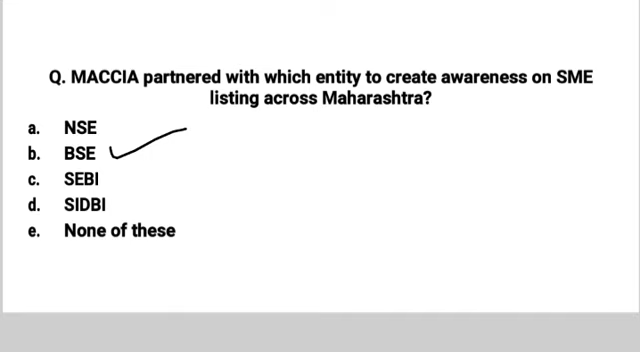 Q. MACCIA partnered with which entity to create awareness on SME
listing across Maharashtra?
a. NSE
b. BSE
c. SEBI
d. SIDBI
e. None of these